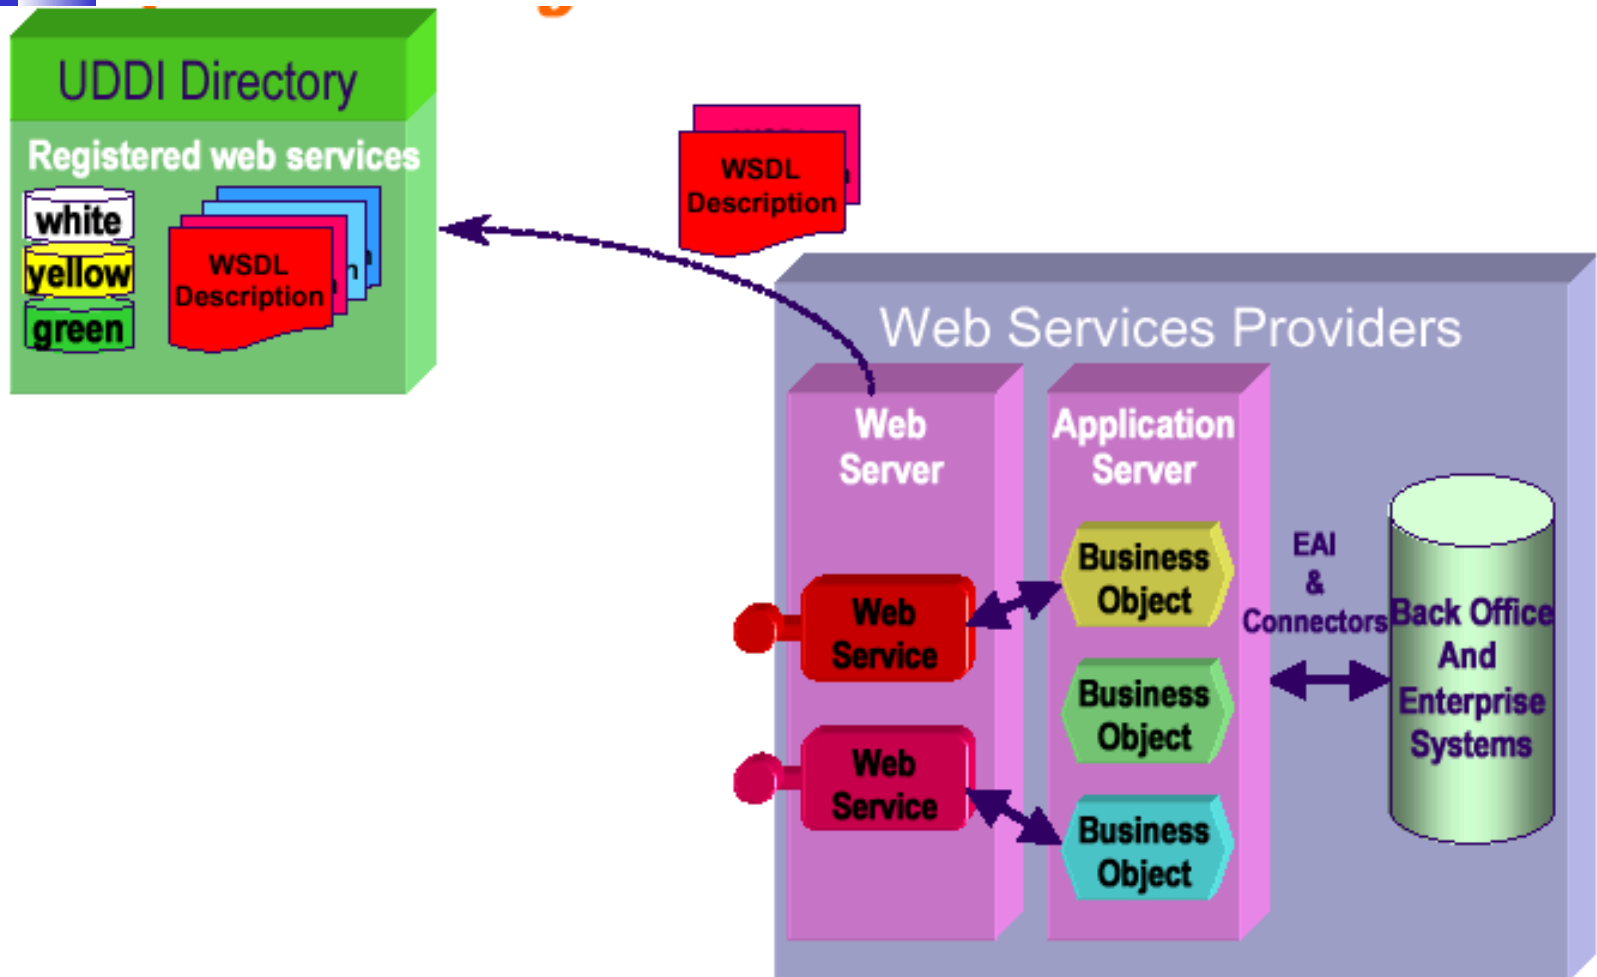 UDDI Directory
Registered web services
white
yellow
green
WSDL
Description
WSDL
Description
Web Services Providers
Web
Server
Application
Server
Web
Service
Web
Service
Business
Object
Business
Object
Business
Object
EAI
&
Connectors
Back Office
And
Enterprise
Systems